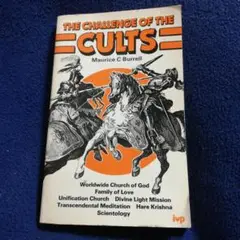 THE CHALLENGE OF THE
CULTS
Maurice C Burrell
Worldwide Church of God
Family of Love
Unification Church Divine Light Mission
Transcendental Meditation Hare Krishna
Scientology
ivp